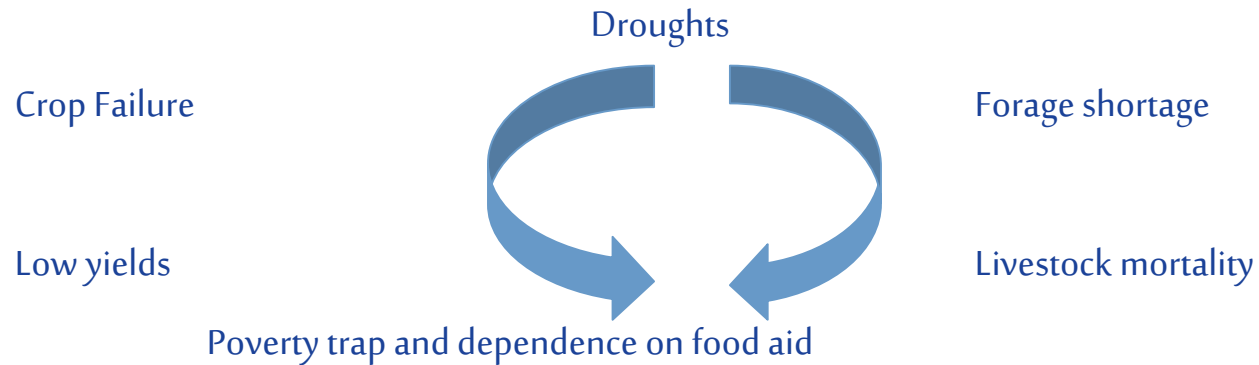 Droughts
Crop Failure
Forage shortage
Low yields
Livestock mortality
Poverty trap and dependence on food aid